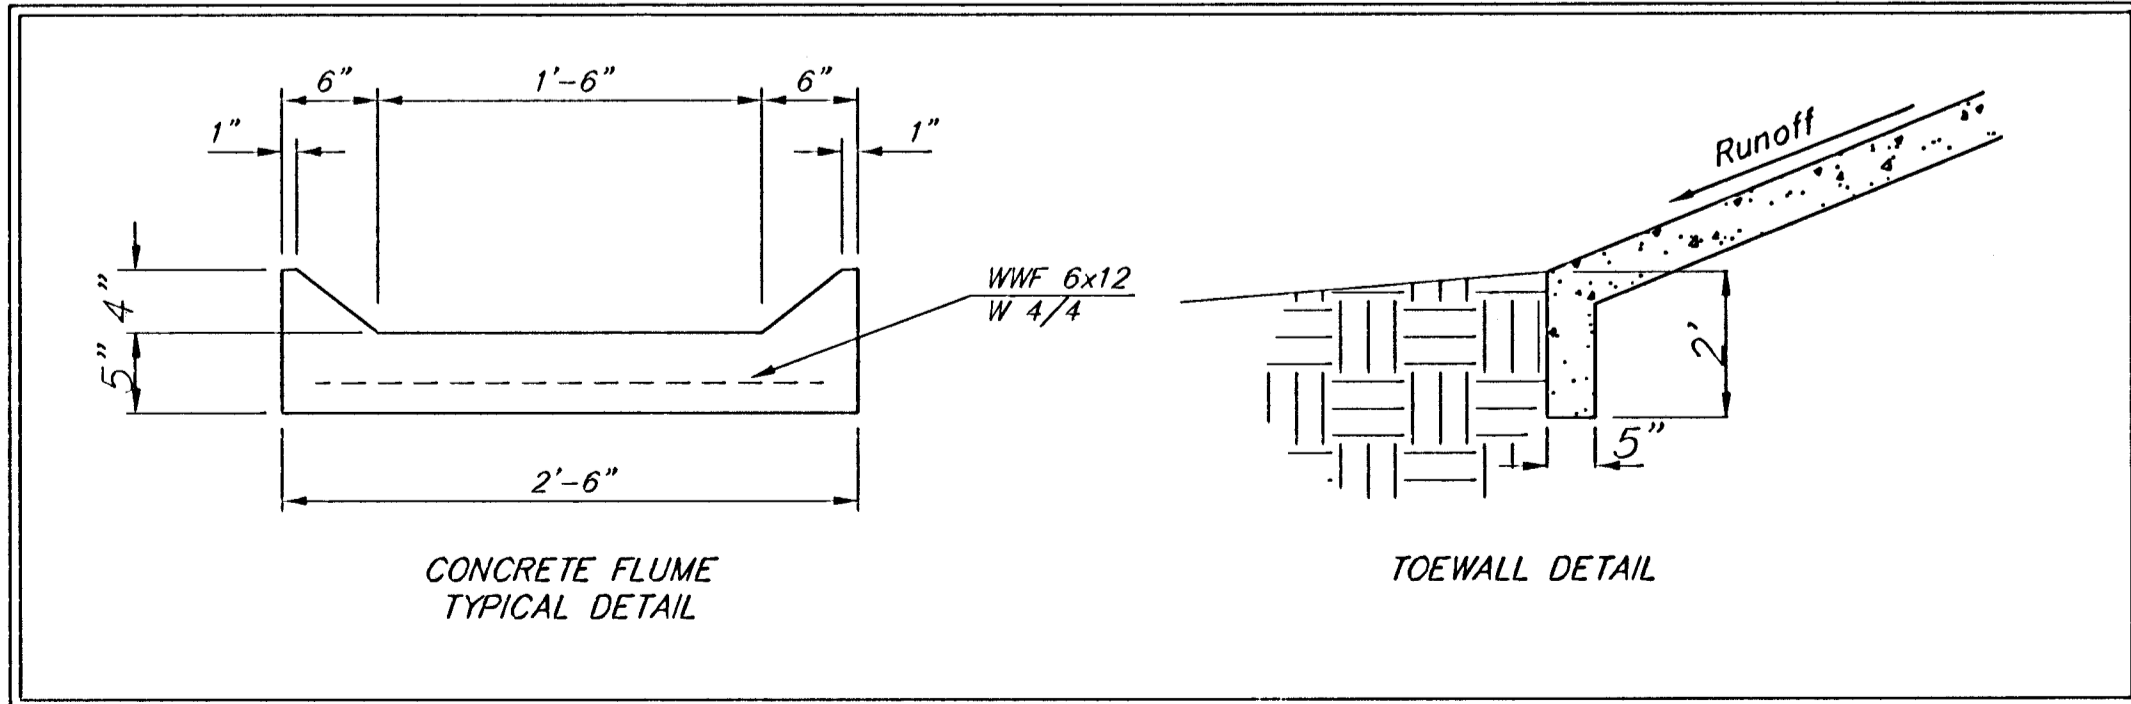 6" 1'-6" 6"
1" 1"
4"
5"
WWF 6x12
W 4/4
2'-6"
CONCRETE FLUME
TYPICAL DETAIL
Runoff
2'
5"
TOEWALL DETAIL